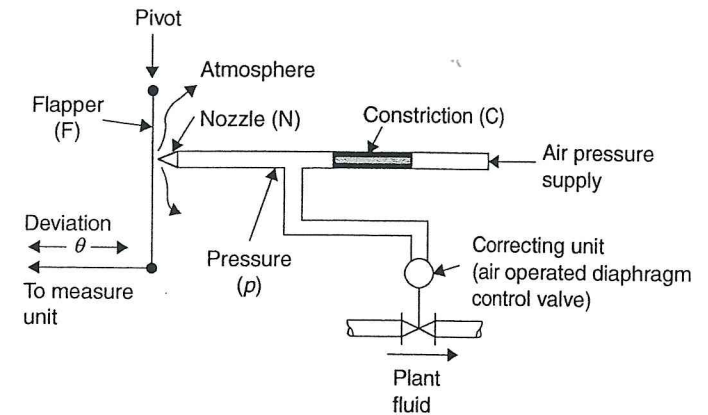 Pivot
Atmosphere
Flapper
(F)
Nozzle (N)
Constriction (C)
Air pressure
supply
Deviation
θ
To measure
unit
Pressure
(p)
Correcting unit
(air operated diaphragm
control valve)
Plant
fluid